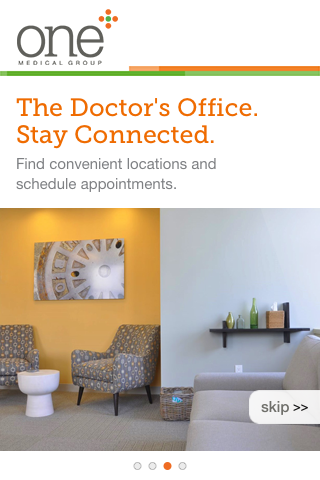 one
MEDICAL GROUP
The Doctor's Office.
Stay Connected.
Find convenient locations and
schedule appointments.
skip >>